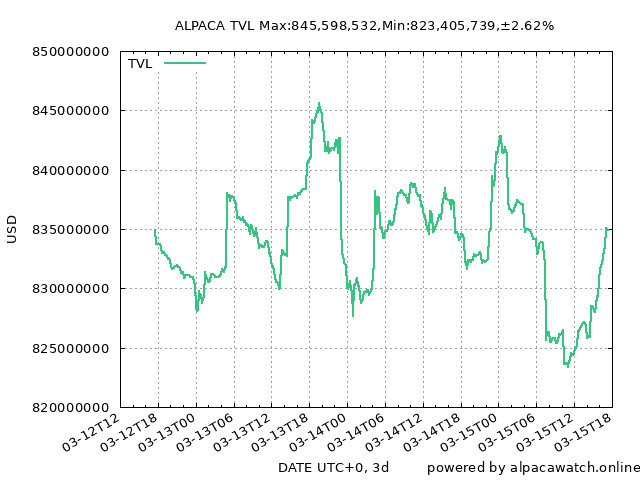 ALPACA TVL Max:845,598,532,Min:823,405,739,±2.62%
850000000
TVL
845000000
840000000
835000000
USD
830000000
825000000
820000000
03-12T12 03-12T18 03-13T00 03-13T06 03-13T12 03-13T18 03-14T00 03-14T06 03-14T12 03-14T18 03-15T00 03-15T06 03-15T12 03-15T18
DATE UTC+0, 3d powered by alpacawatch.online